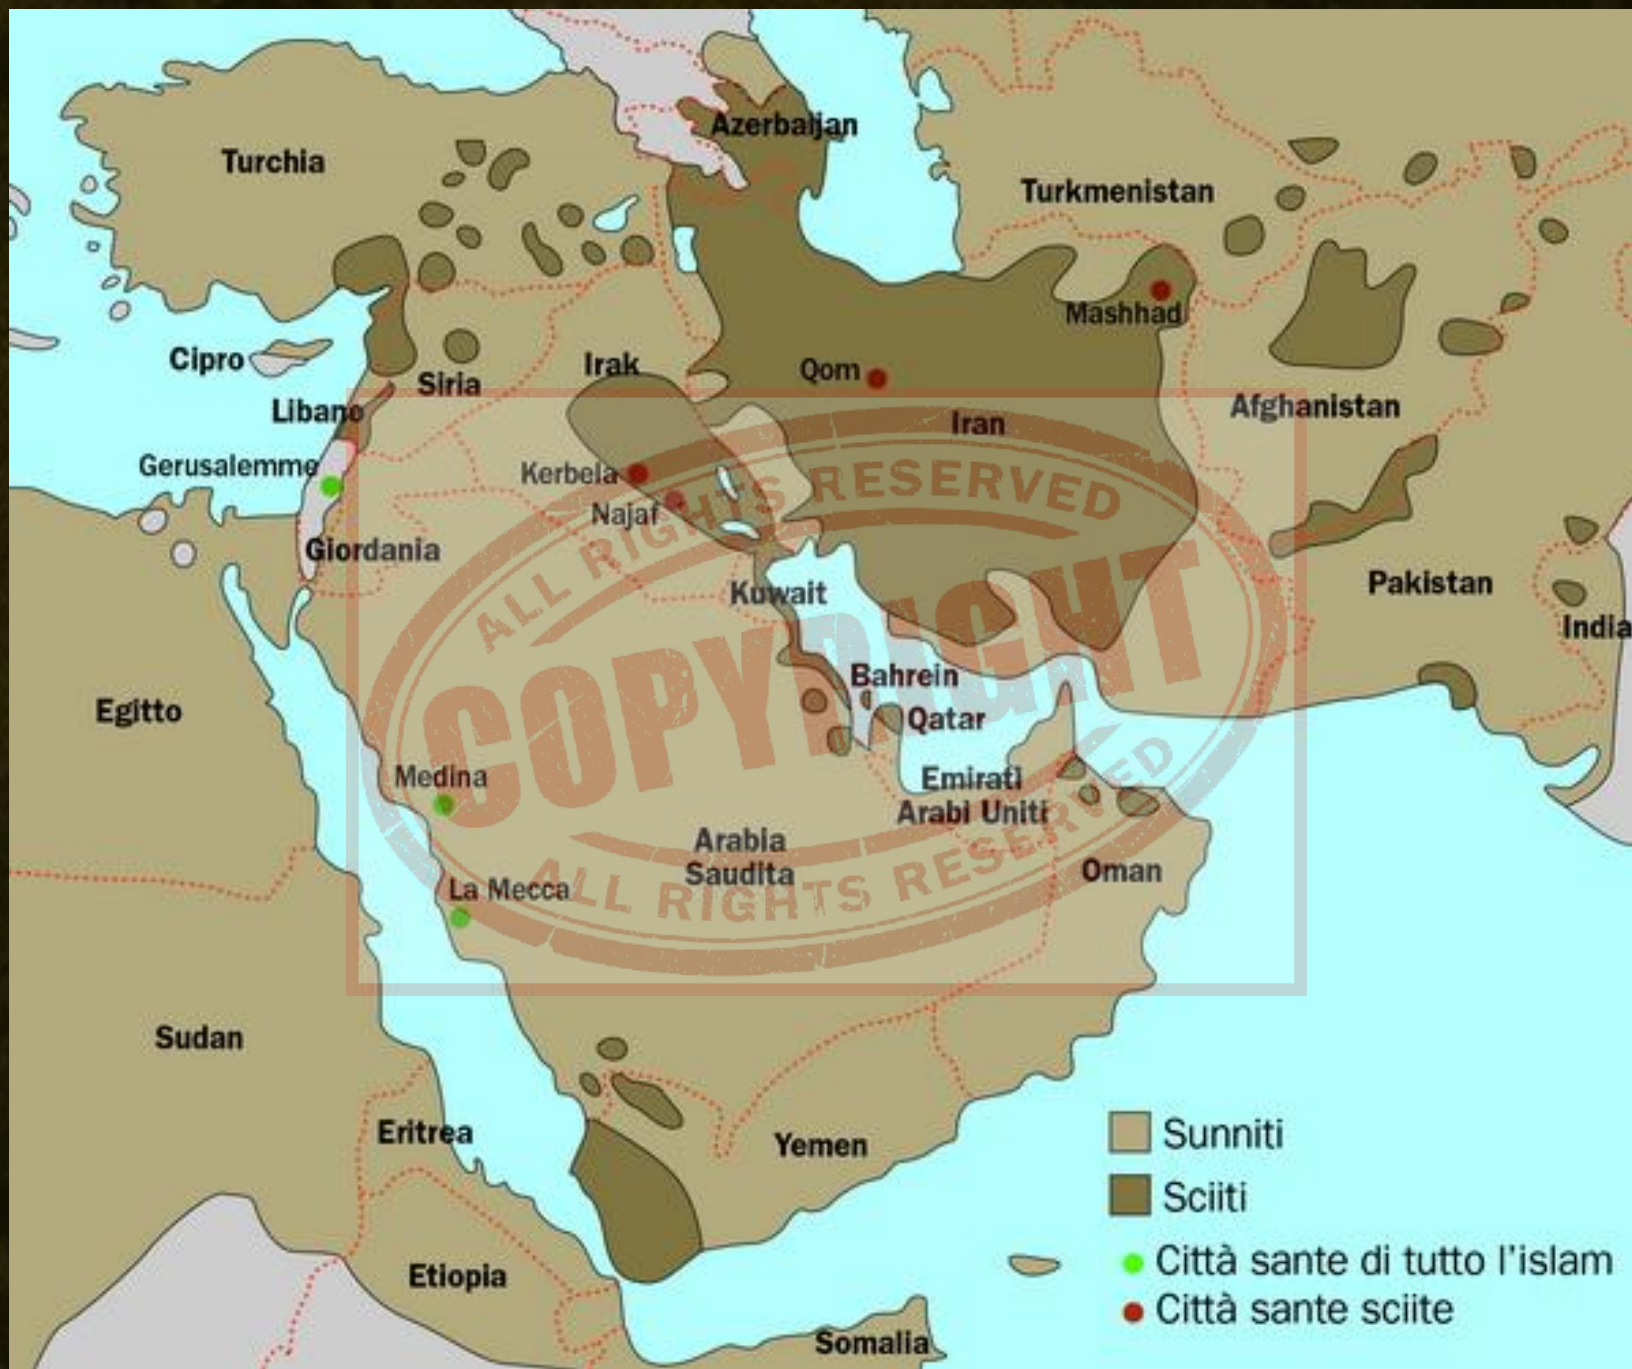 Azerbaijan
Turchia
Turkmenistan
Mashhad
Cipro
Siria
Irak
Qom
Libano
Iran
Afghanistan
Gerusalemme
Kerbela
Najaf
Giordania
Kuwait
Pakistan
India
Bahrein
Qatar
Egitto
Medina
Emirati
Arabi Uniti
Arabia
Saudita
La Mecca
Oman
Sudan
Eritrea
Yemen
Etiopia
Somalia
Sunniti
Sciiti
Città sante di tutto l'islam
Città sante sciite
ALL RIGHTS RESERVED
COPYRIGHT
ALL RIGHTS RESERVED